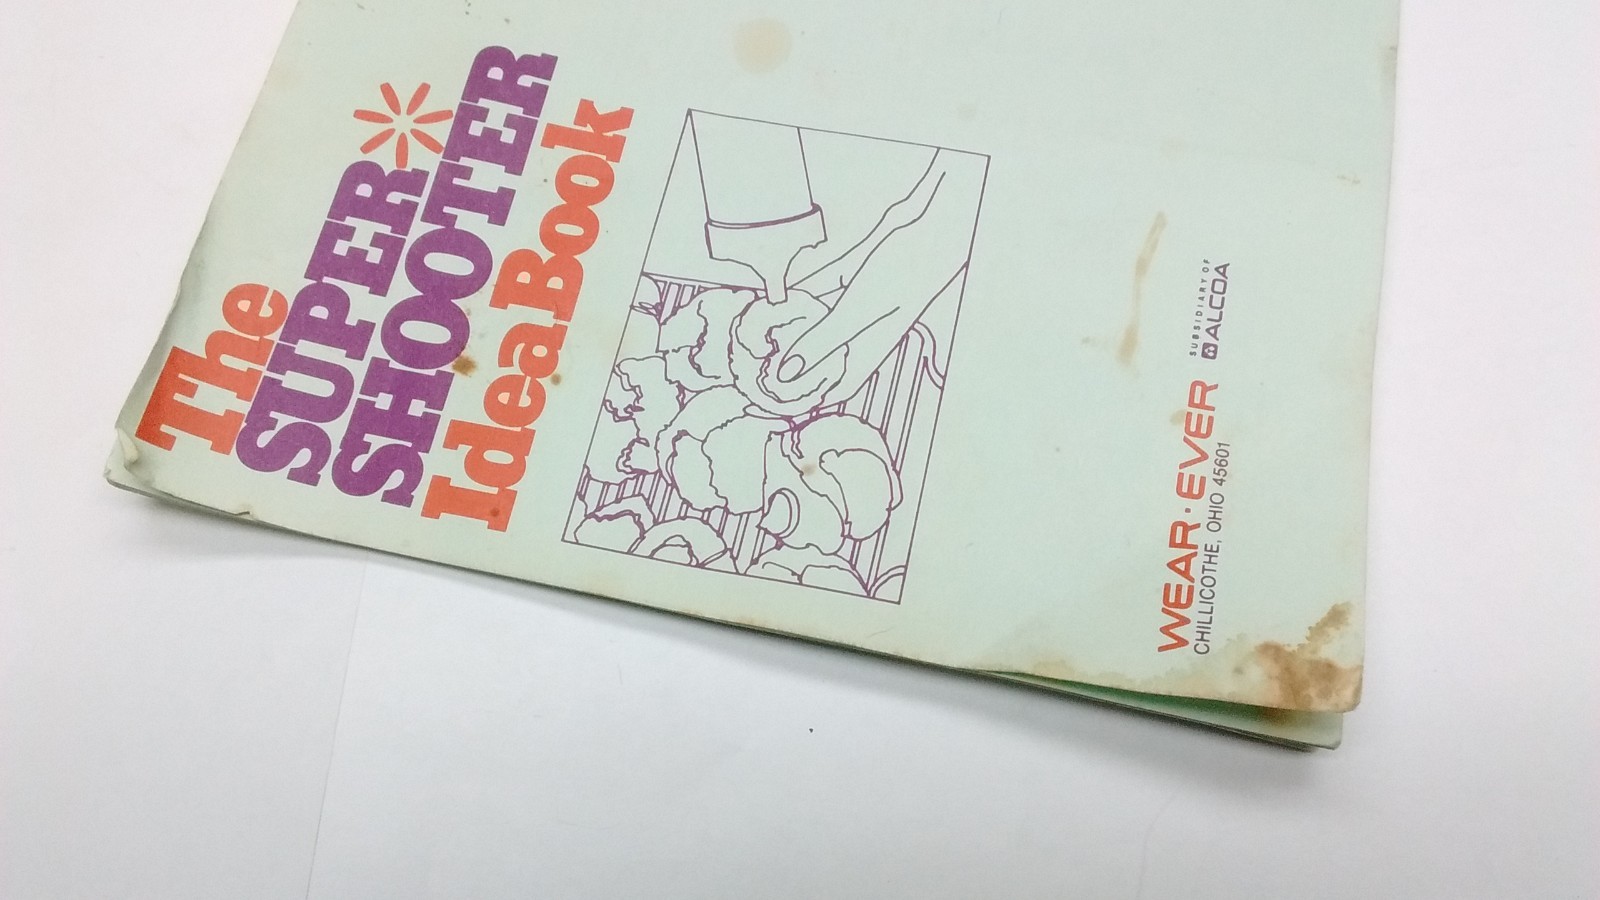 The
SUPER
SHOOTER
Idea Book
WEAR·EVER
CHILLICOTHE, OHIO 45601
SUBSIDIARY OF
ALCOA